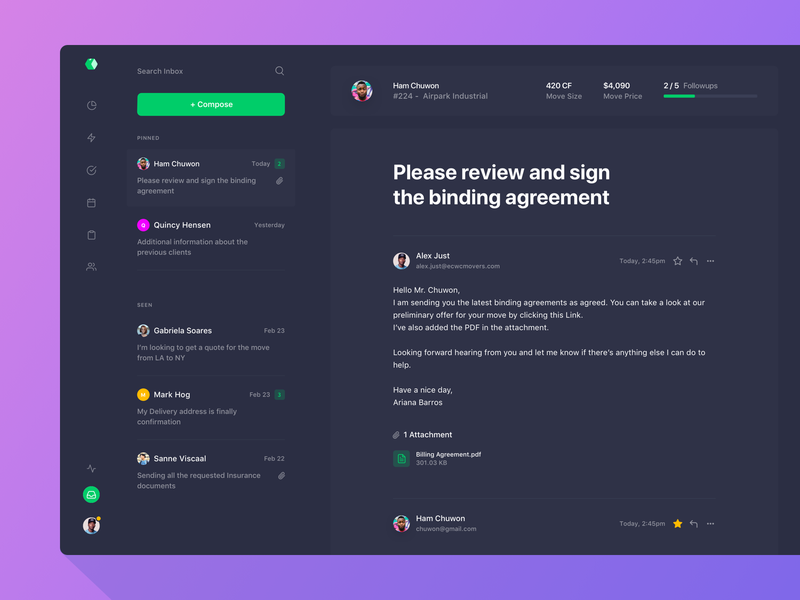 Search Inbox
+ Compose
PINNED
Ham Chuwon
Today
2
Please review and sign the binding
agreement
Q
Quincy Hensen
Yesterday
Additional information about the
previous clients
SEEN
Gabriela Soares
Feb 23
I'm looking to get a quote for the move
from LA to NY
M
Mark Hog
Feb 23
3
My Delivery address is finally
confirmation
Sanne Viscaal
Feb 22
Sending all the requested Insurance
documents
Ham Chuwon
#224 - Airpark Industrial
420 CF
Move Size
$4,090
Move Price
2 / 5 Followups
Please review and sign
the binding agreement
Alex Just
alex.just@ecwcmovers.com
Today, 2:45pm
Hello Mr. Chuwon,
I am sending you the latest binding agreements as agreed. You can take a look at our
preliminary offer for your move by clicking this Link.
I've also added the PDF in the attachment.
Looking forward hearing from you and let me know if there's anything else I can do to
help.
Have a nice day,
Ariana Barros
1 Attachment
Billing Agreement.pdf
301.03 KB
Ham Chuwon
chuwon@gmail.com
Today, 2:45pm